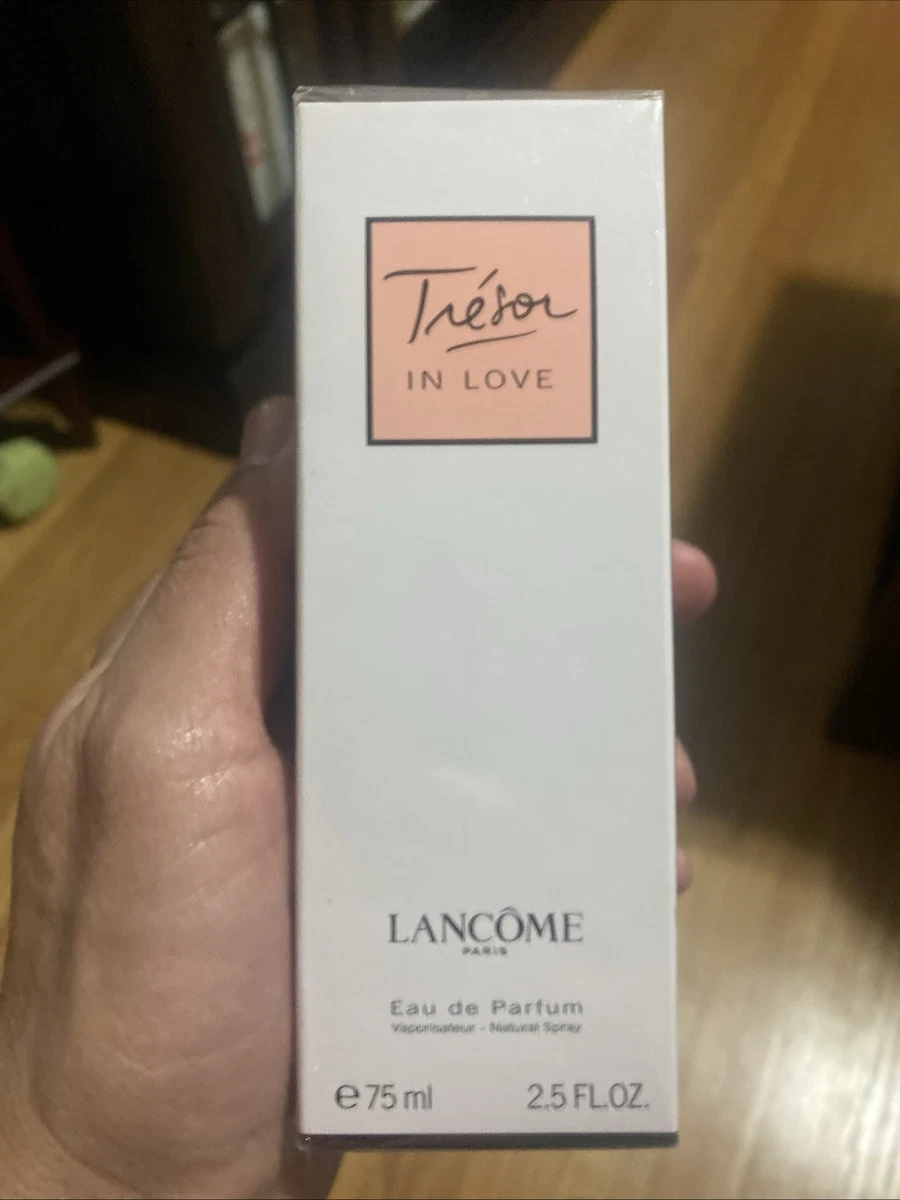 Trésor
IN LOVE
LANCÔME
PARIS
Eau de Parfum
Vaporisateur - Natural Spray
℮ 75 ml 2.5 FL.OZ.